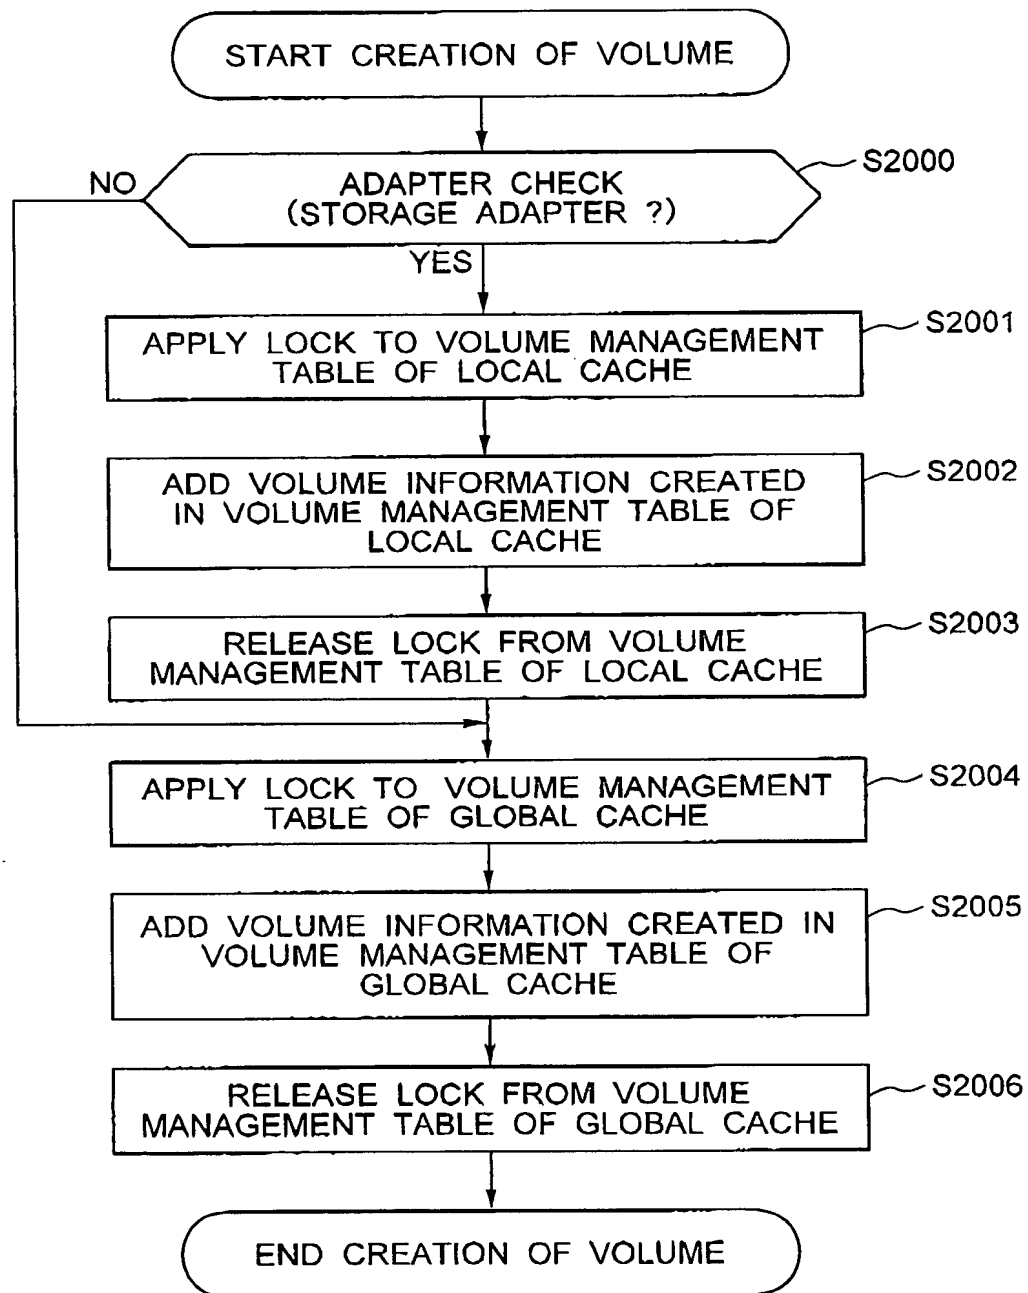 START CREATION OF VOLUME
S2000
NO
ADAPTER CHECK
(STORAGE ADAPTER ?)
YES
S2001
APPLY LOCK TO VOLUME MANAGEMENT
TABLE OF LOCAL CACHE
S2002
ADD VOLUME INFORMATION CREATED
IN VOLUME MANAGEMENT TABLE OF
LOCAL CACHE
S2003
RELEASE LOCK FROM VOLUME
MANAGEMENT TABLE OF LOCAL CACHE
S2004
APPLY LOCK TO VOLUME MANAGEMENT
TABLE OF GLOBAL CACHE
S2005
ADD VOLUME INFORMATION CREATED IN
VOLUME MANAGEMENT TABLE OF
GLOBAL CACHE
S2006
RELEASE LOCK FROM VOLUME
MANAGEMENT TABLE OF GLOBAL CACHE
END CREATION OF VOLUME